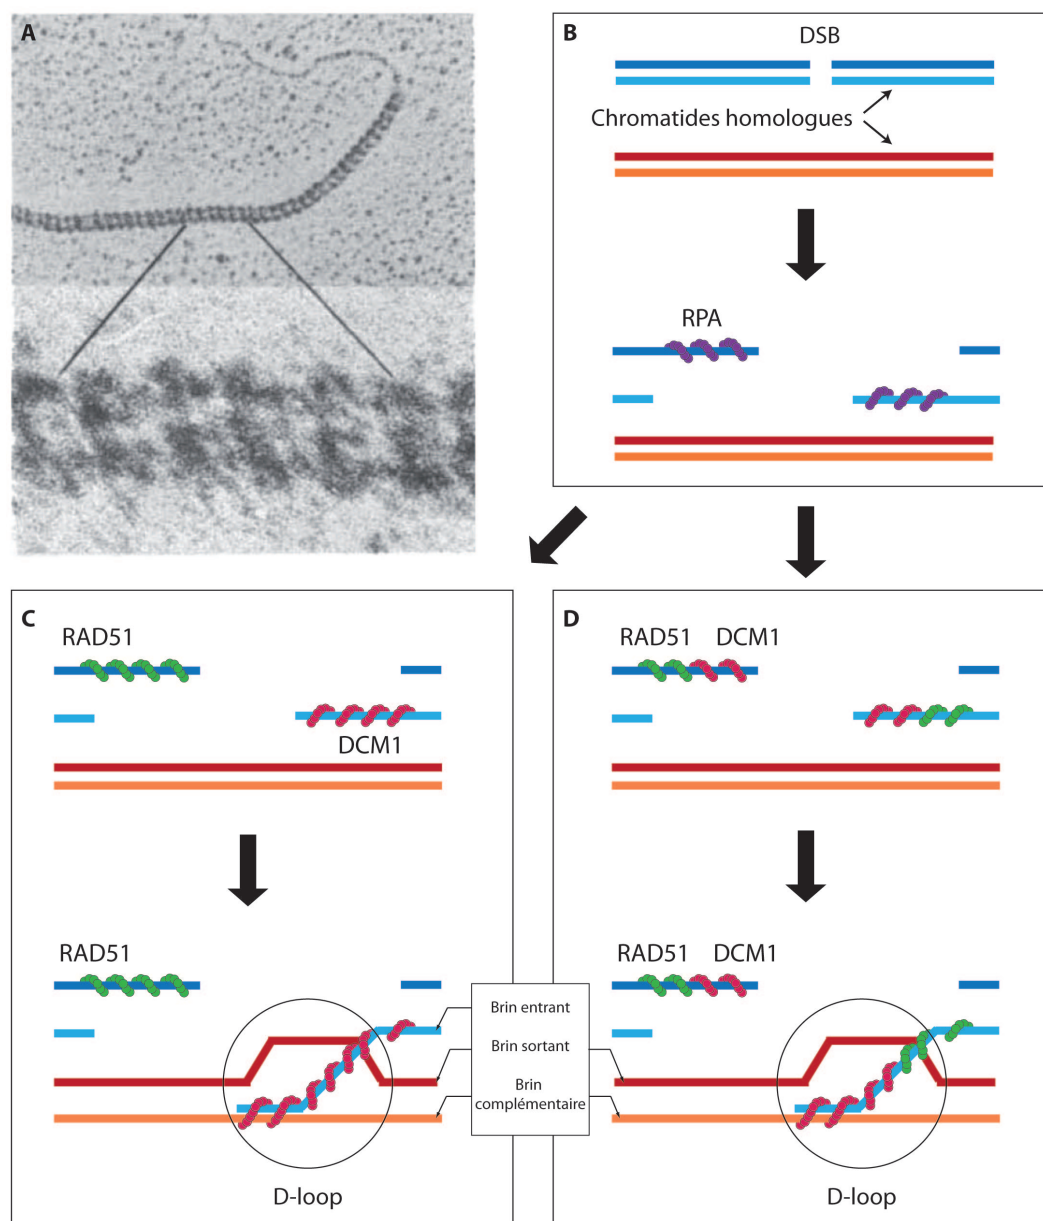 A
B
DSB
Chromatides homologues
RPA
C
RAD51
DCM1
RAD51
D-loop
D
RAD51 DCM1
RAD51 DCM1
D-loop
Brin entrant
Brin sortant
Brin
complémentaire